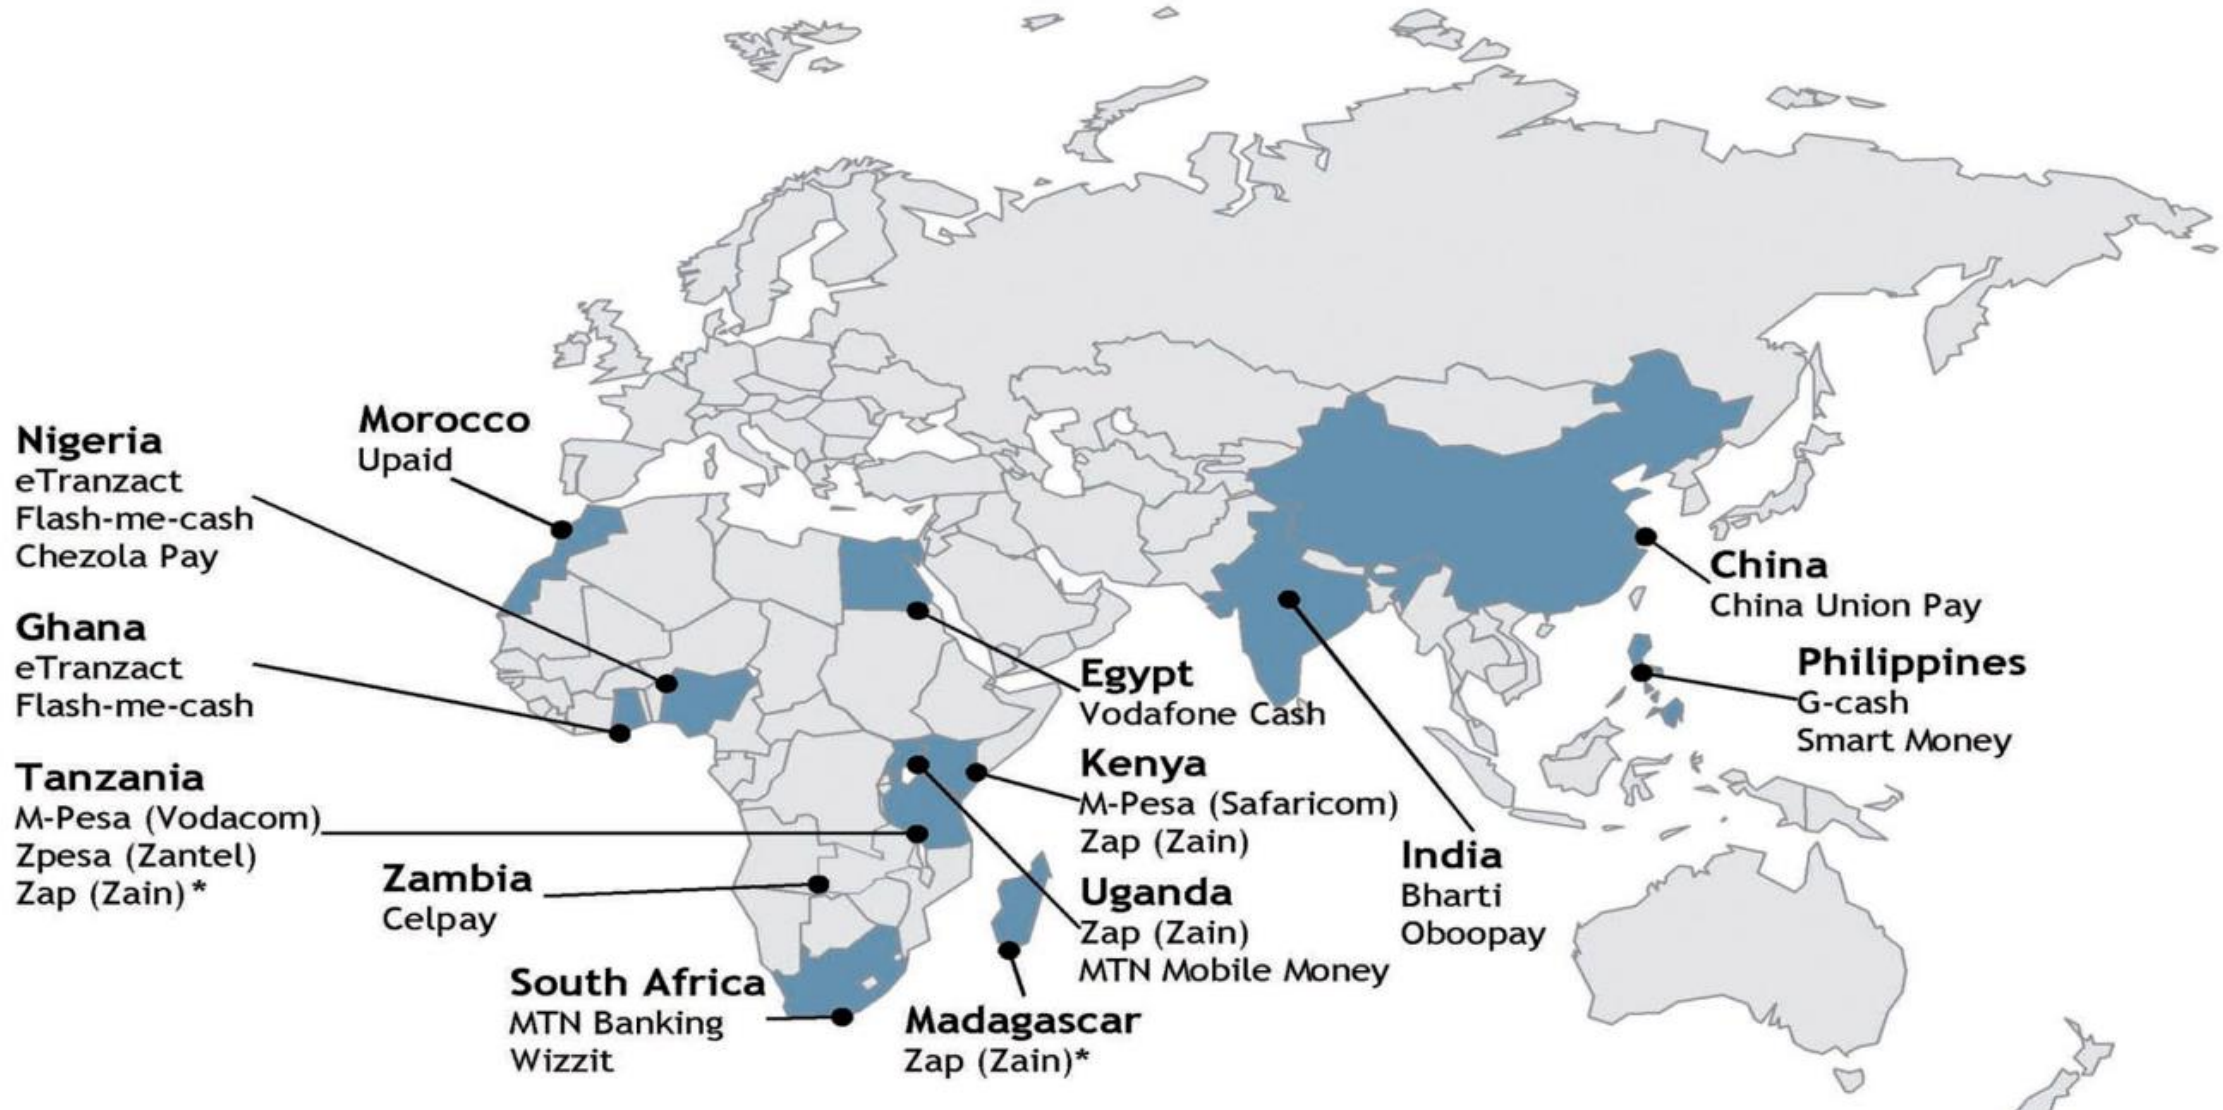 Nigeria
eTranzact
Flash-me-cash
Chezola Pay
Morocco
Upaid
Ghana
eTranzact
Flash-me-cash
Tanzania
M-Pesa (Vodacom)
Zpesa (Zantel)
Zap (Zain)*
Zambia
Celpay
South Africa
MTN Banking
Wizzit
Madagascar
Zap (Zain)*
Egypt
Vodafone Cash
Kenya
M-Pesa (Safaricom)
Zap (Zain)
Uganda
Zap (Zain)
MTN Mobile Money
India
Bharti
Oboopay
China
China Union Pay
Philippines
G-cash
Smart Money